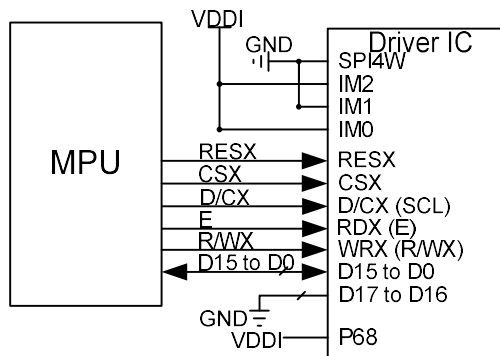 VDDI
GND
Driver IC
SPI4W
IM2
IM1
IM0
MPU
RESX
RESX
CSX
CSX
D/CX
D/CX (SCL)
E
RDX (E)
R/WX
WRX (R/WX)
D15 to D0
D15 to D0
D17 to D16
GND
VDDI
P68